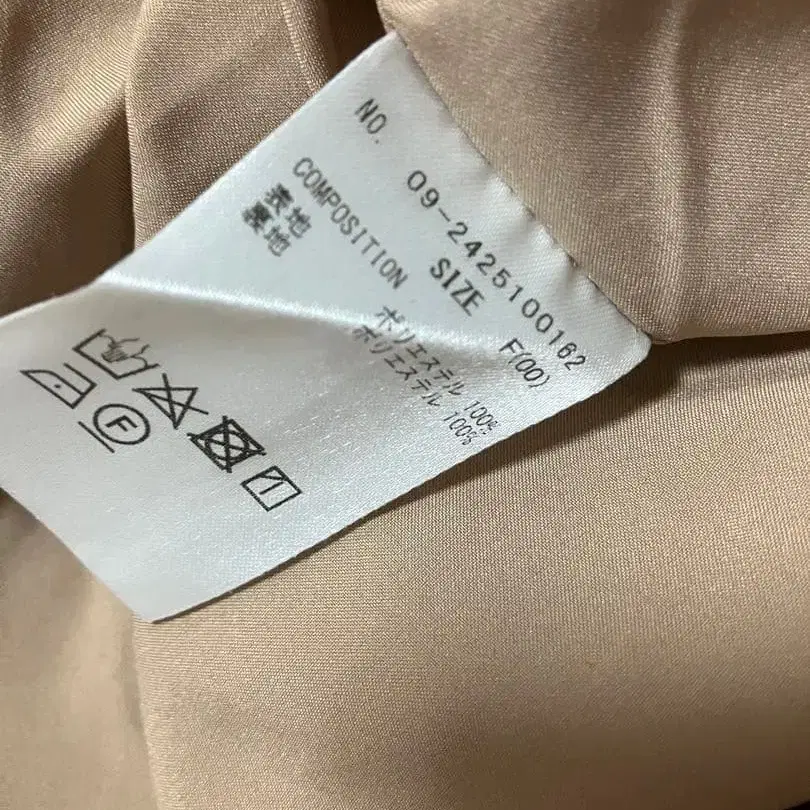 NO. 09-2425100162
SIZE F(00)
COMPOSITION
表地 ポリエステル 100%
裏地 ポリエステル 100%
F